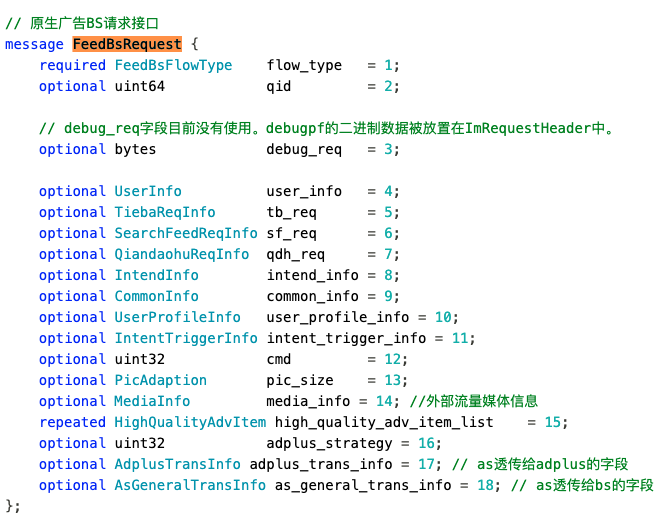 // 原生广告BS请求接口
message FeedBsRequest {
    required FeedBsFlowType    flow_type   = 1;
    optional uint64            qid         = 2;

    // debug_req字段目前没有使用。debugpf的二进制数据被放置在ImRequestHeader中。
    optional bytes             debug_req   = 3;

    optional UserInfo          user_info   = 4;
    optional TiebaReqInfo      tb_req      = 5;
    optional SearchFeedReqInfo sf_req      = 6;
    optional QiandaohuReqInfo  qdh_req     = 7;
    optional IntendInfo        intend_info = 8;
    optional CommonInfo        common_info = 9;
    optional UserProfileInfo   user_profile_info = 10;
    optional IntentTriggerInfo intent_trigger_info = 11;
    optional uint32            cmd         = 12;
    optional PicAdaption       pic_size    = 13;
    optional MediaInfo         media_info = 14; //外部流量媒体信息
    repeated HighQualityAdvItem high_quality_adv_item_list    = 15;
    optional uint32            adplus_strategy = 16;
    optional AdplusTransInfo adplus_trans_info = 17; // as透传给adplus的字段
    optional AsGeneralTransInfo as_general_trans_info = 18; // as透传给bs的字段
};